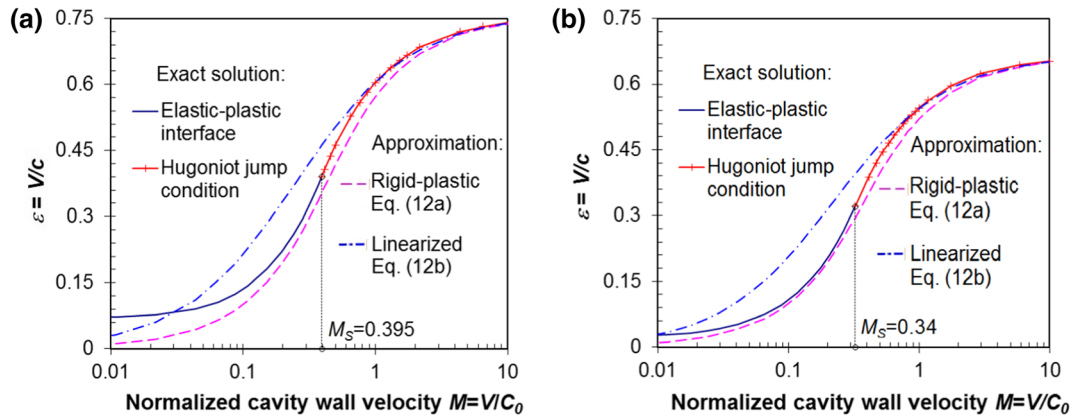 (a)
0.75
0.6
0.45
0.3
0.15
0
ε = V/c
Exact solution:
Elastic-plastic
interface
Hugoniot jump
condition
Approximation:
Rigid-plastic
Eq. (12a)
Linearized
Eq. (12b)
MS=0.395
0.01 0.1 1 10
Normalized cavity wall velocity M=V/C0
(b)
0.75
0.6
0.45
0.3
0.15
0
ε = V/c
Exact solution:
Elastic-plastic
interface
Hugoniot jump
condition
Approximation:
Rigid-plastic
Eq. (12a)
Linearized
Eq. (12b)
MS=0.34
0.01 0.1 1 10
Normalized cavity wall velocity M=V/C0